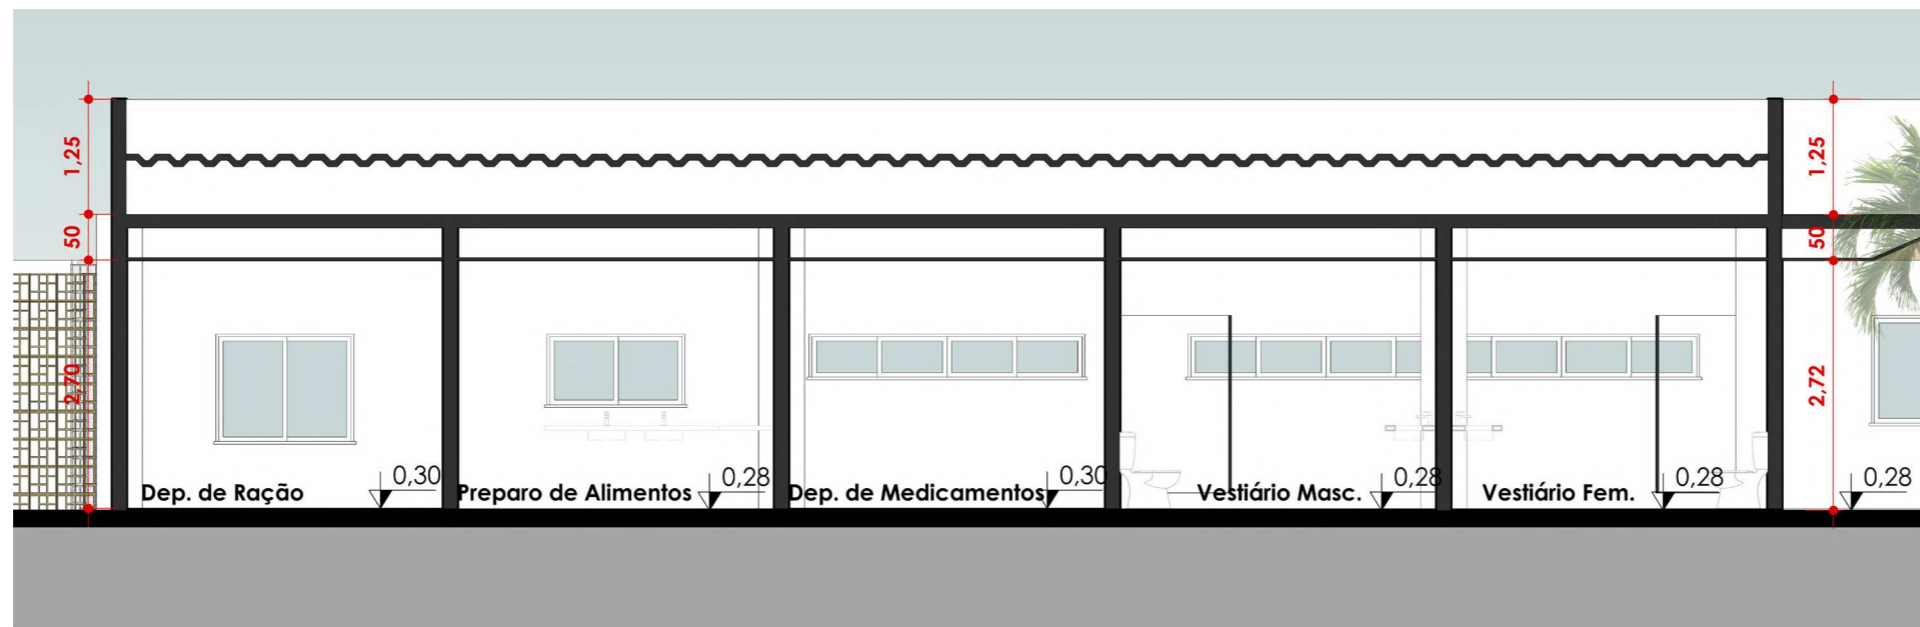 1,25
1,25
50
50
2,70
2,72
0,30
0,28
0,30
0,28
0,28
0,28
Dep. de Ração
Preparo de Alimentos
Dep. de Medicamentos
Vestiário Masc.
Vestiário Fem.